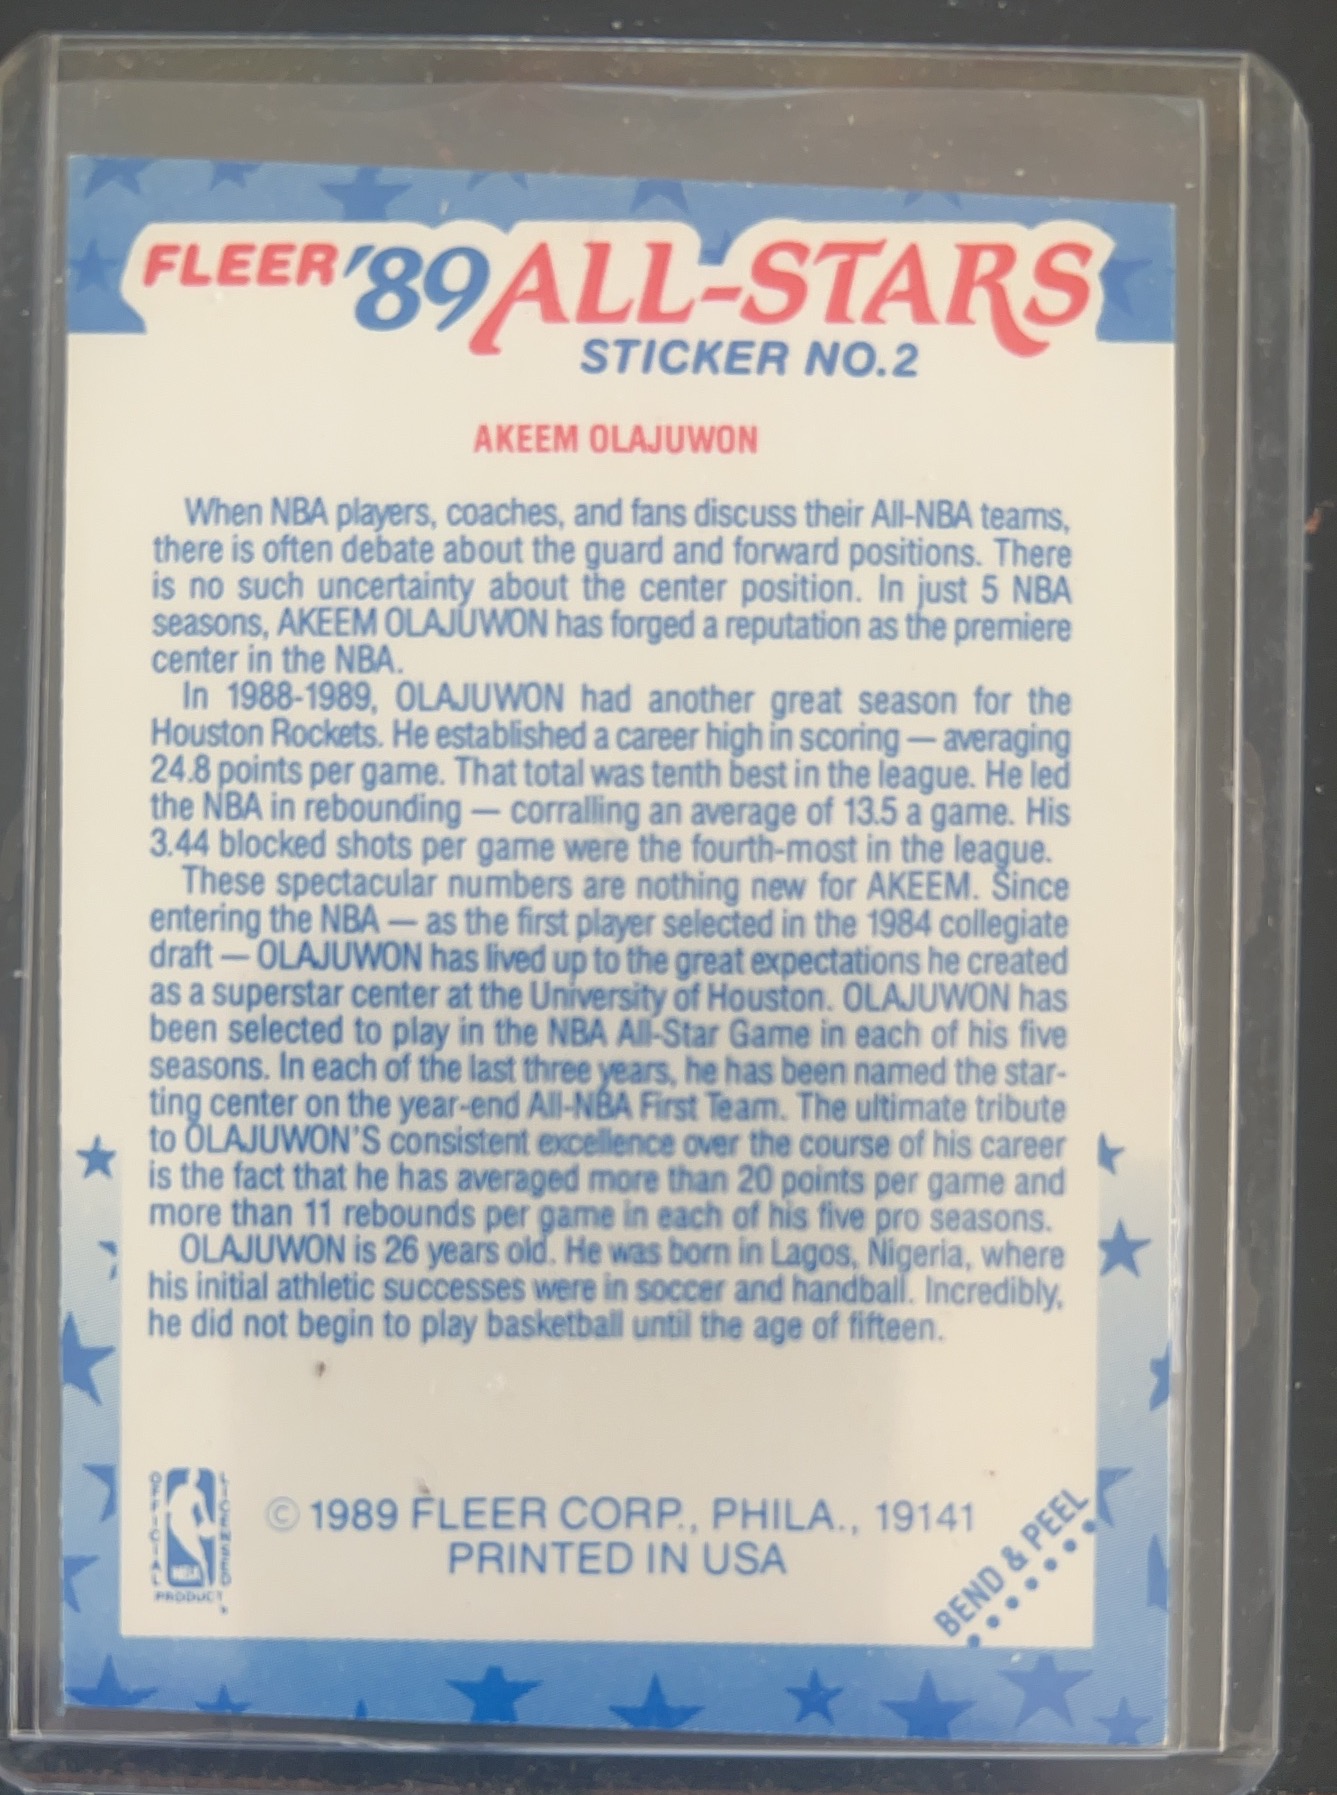 FLEER '89 ALL-STARS
STICKER NO.2
AKEEM OLAJUWON
When NBA players, coaches, and fans discuss their All-NBA teams,
there is often debate about the guard and forward positions. There
is no such uncertainty about the center position. In just 5 NBA
seasons, AKEEM OLAJUWON has forged a reputation as the premiere
center in the NBA.
In 1988-1989, OLAJUWON had another great season for the
Houston Rockets. He established a career high in scoring — averaging
24.8 points per game. That total was tenth best in the league. He led
the NBA in rebounding — corralling an average of 13.5 a game. His
3.44 blocked shots per game were the fourth-most in the league.
These spectacular numbers are nothing new for AKEEM. Since
entering the NBA — as the first player selected in the 1984 collegiate
draft — OLAJUWON has lived up to the great expectations he created
as a superstar center at the University of Houston. OLAJUWON has
been selected to play in the NBA All-Star Game in each of his five
seasons. In each of the last three years, he has been named the star-
ting center on the year-end All-NBA First Team. The ultimate tribute
to OLAJUWON'S consistent excellence over the course of his career
is the fact that he has averaged more than 20 points per game and
more than 11 rebounds per game in each of his five pro seasons.
OLAJUWON is 26 years old. He was born in Lagos, Nigeria, where
his initial athletic successes were in soccer and handball. Incredibly,
he did not begin to play basketball until the age of fifteen.
OFFICIAL
NBA
LICENSED
PRODUCT
© 1989 FLEER CORP., PHILA., 19141
PRINTED IN USA
BEND & PEEL